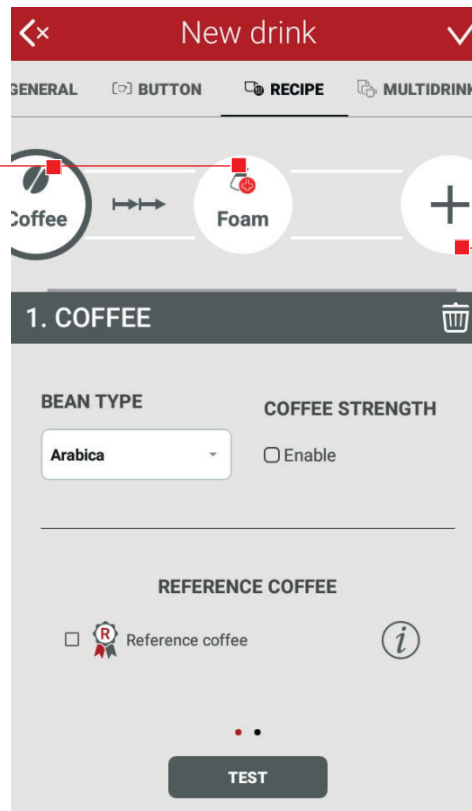 New drink
GENERAL BUTTON RECIPE MULTIDRINK
Coffee Foam
1. COFFEE
BEAN TYPE COFFEE STRENGTH
Arabica Enable
REFERENCE COFFEE
R Reference coffee i
TEST